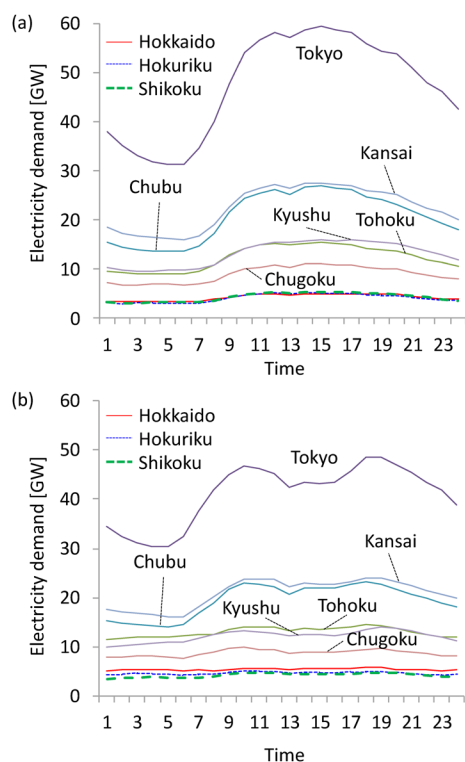 (a)
60
50
40
30
20
10
0
Electricity demand [GW]
Hokkaido
Hokuriku
Shikoku
Tokyo
Kansai
Chubu
Kyushu
Tohoku
Chugoku
1 3 5 7 9 11 13 15 17 19 21 23
Time
(b)
60
50
40
30
20
10
0
Electricity demand [GW]
Hokkaido
Hokuriku
Shikoku
Tokyo
Kansai
Chubu
Kyushu
Tohoku
Chugoku
1 3 5 7 9 11 13 15 17 19 21 23
Time